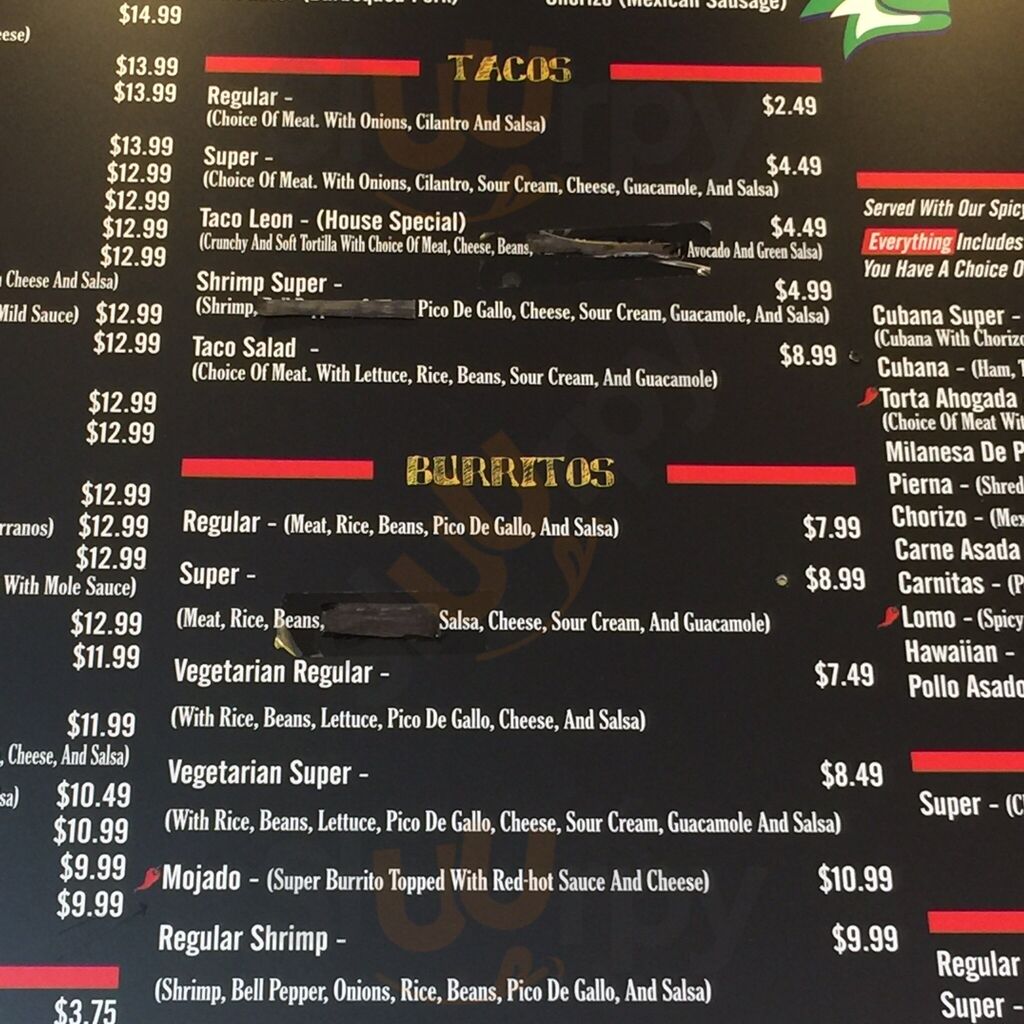 $14.99
$13.99
$13.99
$13.99
$12.99
$12.99
$12.99
$12.99
Cheese And Salsa)
Mild Sauce) $12.99
$12.99
$12.99
$12.99
$12.99
$12.99
$12.99
With Mole Sauce)
$12.99
$11.99
$11.99
, Cheese, And Salsa)
$10.49
$10.99
$9.99
$9.99
$3.75
Chorizo (Mexican Sausage)
TACOS
Regular - $2.49
(Choice Of Meat. With Onions, Cilantro And Salsa)
Super - $4.49
(Choice Of Meat. With Onions, Cilantro, Sour Cream, Cheese, Guacamole, And Salsa)
Taco Leon - (House Special) $4.49
(Crunchy And Soft Tortilla With Choice Of Meat, Cheese, Beans, Avocado And Green Salsa)
Shrimp Super - $4.99
(Shrimp, Pico De Gallo, Cheese, Sour Cream, Guacamole, And Salsa)
Taco Salad - $8.99
(Choice Of Meat. With Lettuce, Rice, Beans, Sour Cream, And Guacamole)
BURRITOS
Regular - (Meat, Rice, Beans, Pico De Gallo, And Salsa) $7.99
Super - $8.99
(Meat, Rice, Beans, Salsa, Cheese, Sour Cream, And Guacamole)
Vegetarian Regular - $7.49
(With Rice, Beans, Lettuce, Pico De Gallo, Cheese, And Salsa)
Vegetarian Super - $8.49
(With Rice, Beans, Lettuce, Pico De Gallo, Cheese, Sour Cream, Guacamole And Salsa)
Mojado - (Super Burrito Topped With Red-hot Sauce And Cheese) $10.99
Regular Shrimp - $9.99
(Shrimp, Bell Pepper, Onions, Rice, Beans, Pico De Gallo, And Salsa)
Served With Our Spicy
Everything Includes
You Have A Choice
Cubana Super -
(Cubana With Chorizo
Cubana - (Ham,
Torta Ahogada
(Choice Of Meat
Milanesa De
Pierna -
Chorizo -
Carne Asada
Carnitas -
Lomo - (Spicy
Hawaiian -
Pollo Asado
Super -
Regular
Super -